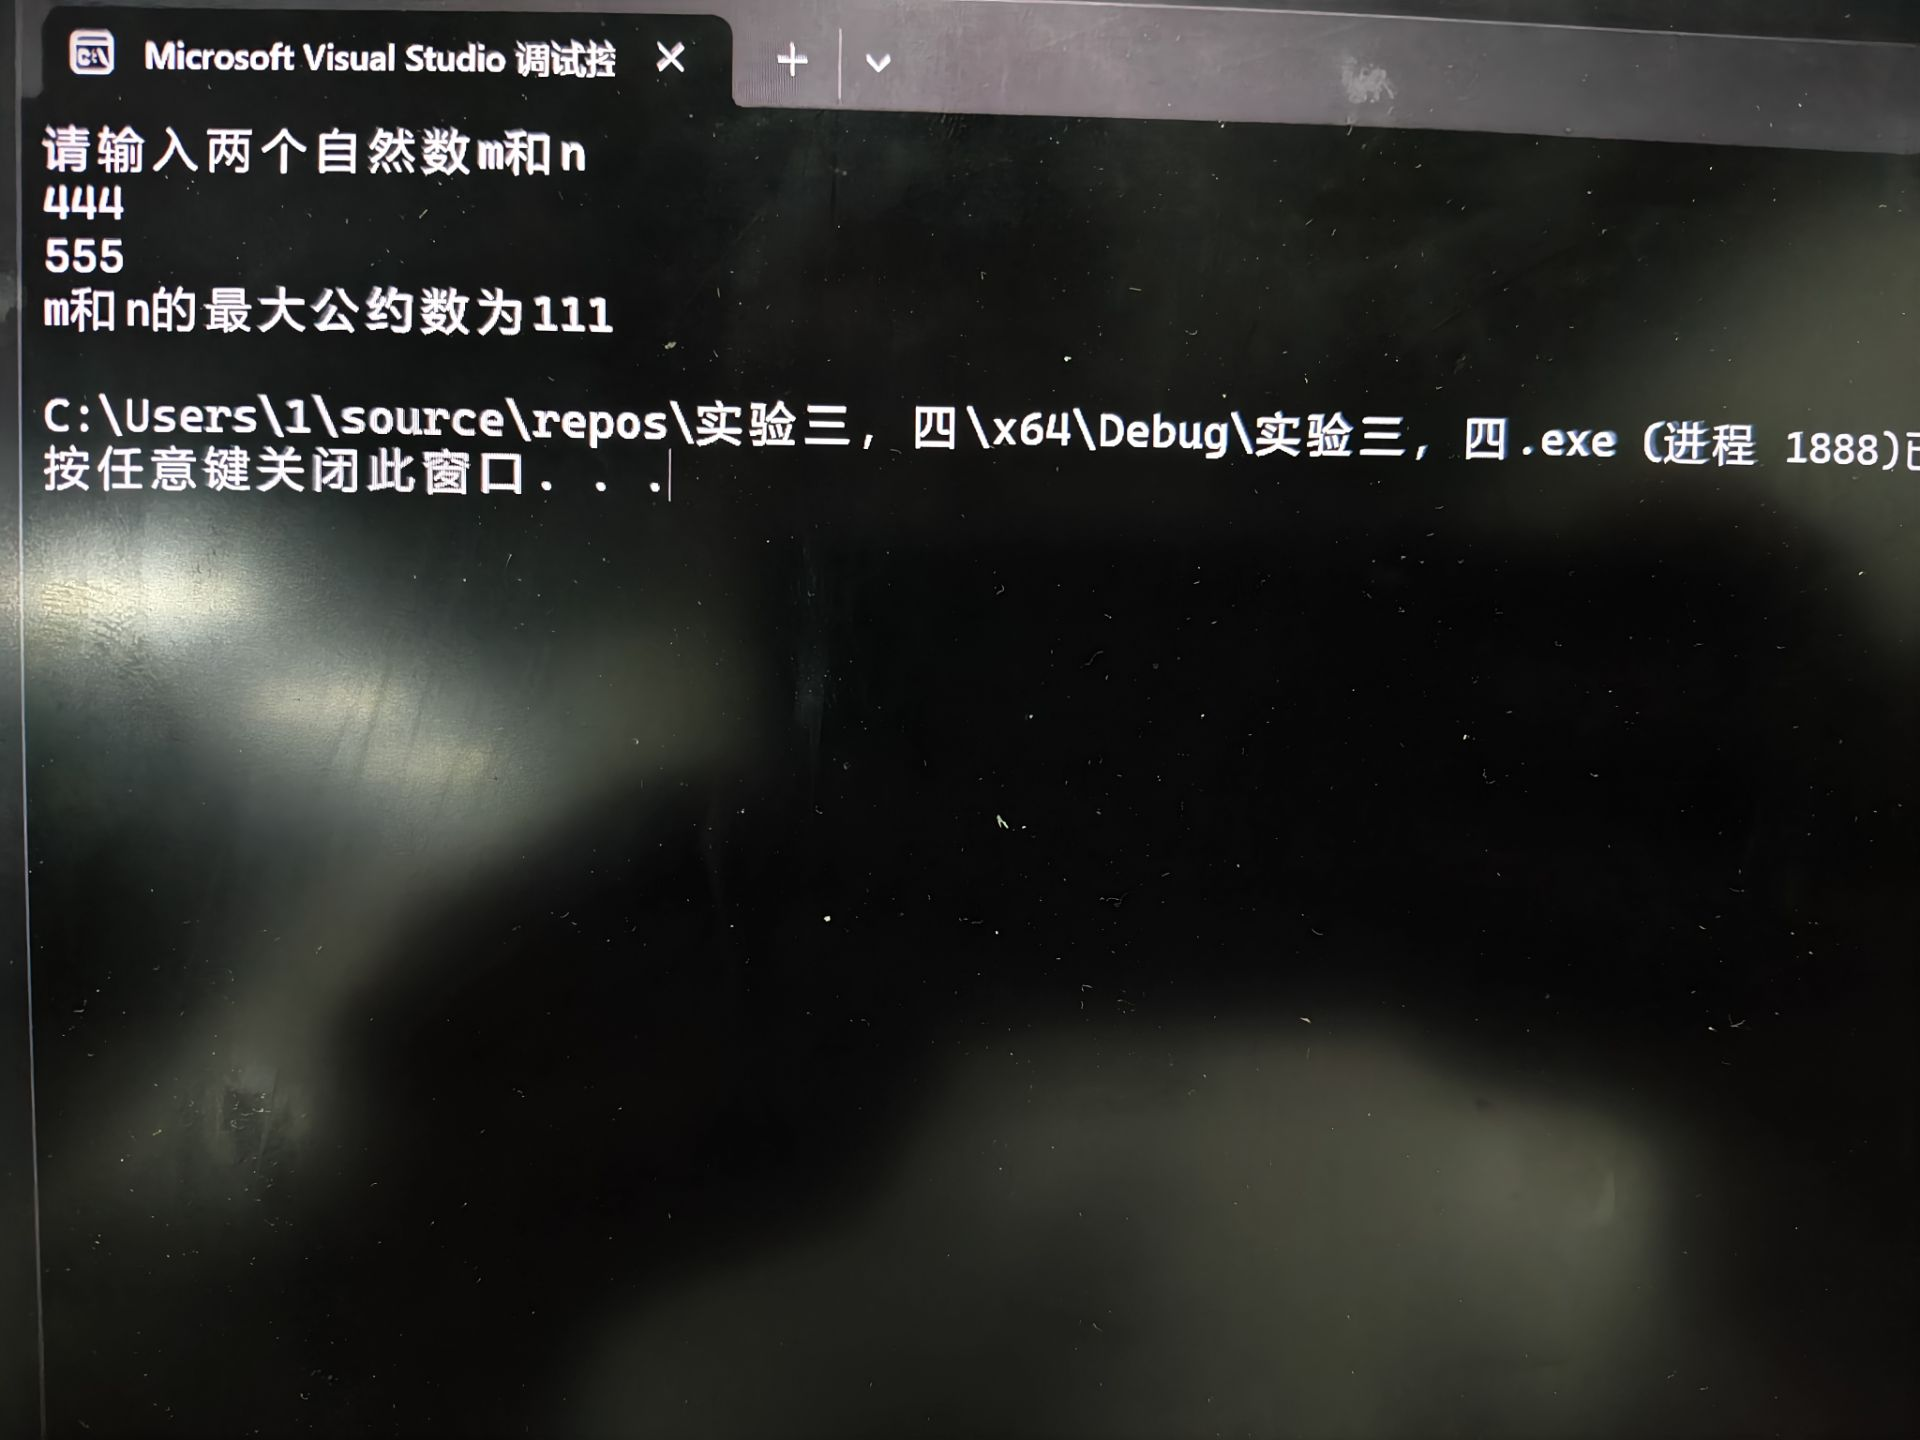 Microsoft Visual Studio 调试控
请输入两个自然数m和n
444
555
m和n的最大公约数为111
C:\Users\1\source\repos\实验三，四\x64\Debug\实验三，四.exe (进程 1888)已
按任意键关闭此窗口. . .